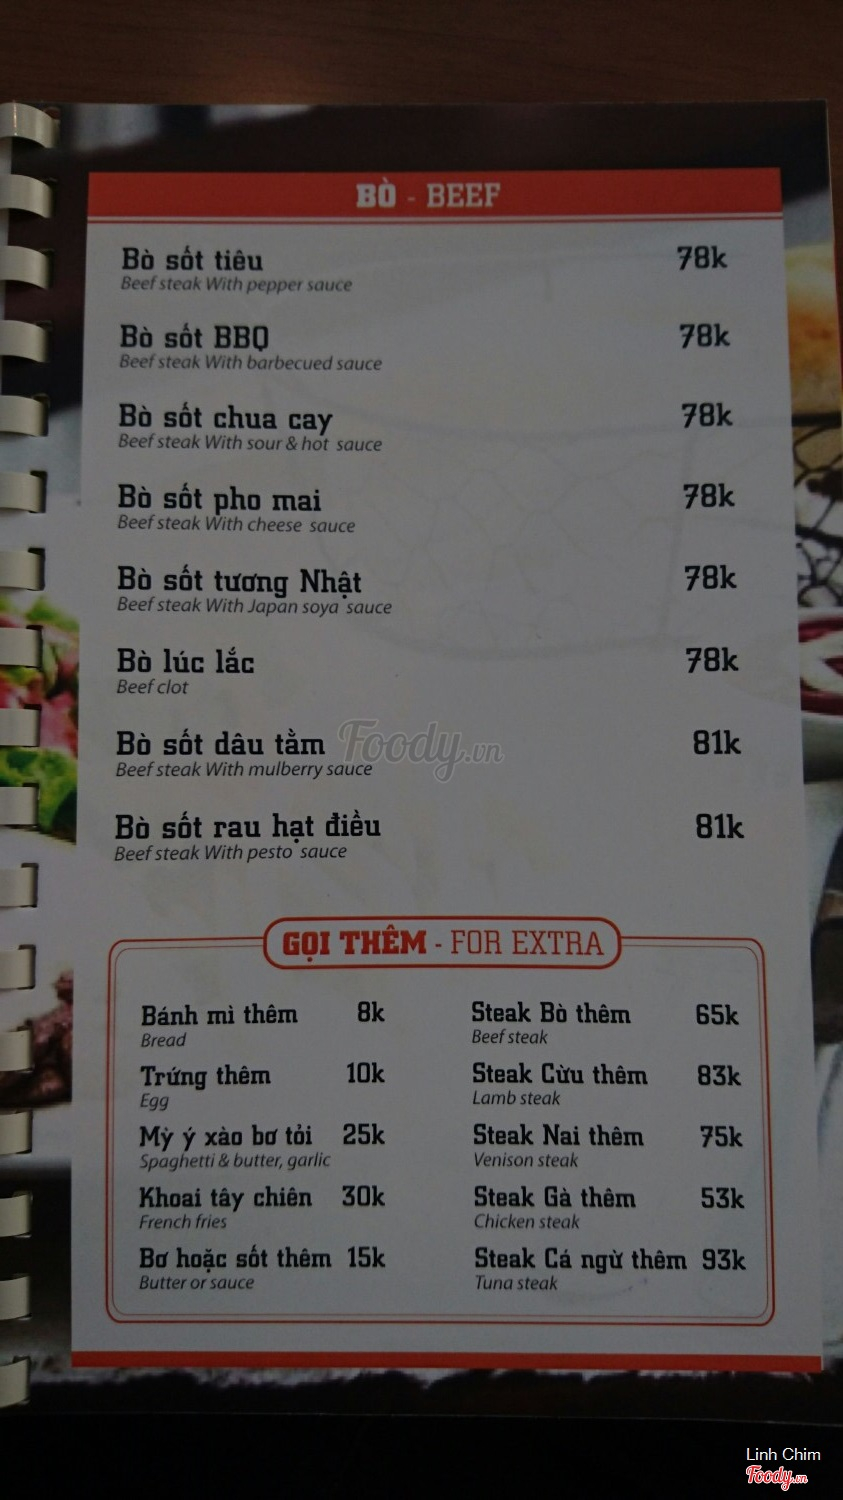 BÒ - BEEF
Bò sốt tiêu 78k
Beef steak With pepper sauce
Bò sốt BBQ 78k
Beef steak With barbecued sauce
Bò sốt chua cay 78k
Beef steak With sour & hot sauce
Bò sốt pho mai 78k
Beef steak With cheese sauce
Bò sốt tương Nhật 78k
Beef steak With Japan soya sauce
Bò lúc lắc 78k
Beef clot
Bò sốt dâu tằm 81k
Beef steak With mulberry sauce
Foody.vn
Bò sốt rau hạt điều 81k
Beef steak With pesto sauce
GỌI THÊM - FOR EXTRA
Bánh mì thêm 8k
Bread
Trứng thêm 10k
Egg
Mỳ ý xào bơ tỏi 25k
Spaghetti & butter, garlic
Khoai tây chiên 30k
French fries
Bơ hoặc sốt thêm 15k
Butter or sauce
Steak Bò thêm 65k
Beef steak
Steak Cừu thêm 83k
Lamb steak
Steak Nai thêm 75k
Venison steak
Steak Gà thêm 53k
Chicken steak
Steak Cá ngừ thêm 93k
Tuna steak
Linh Chim
Foody.vn